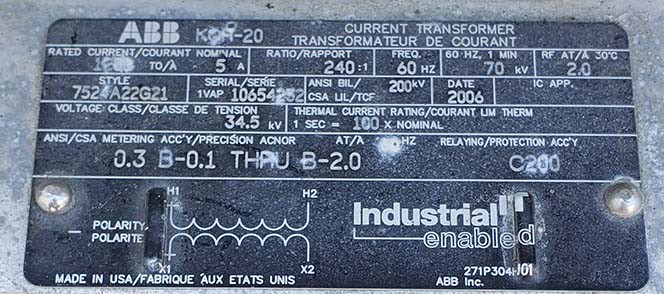 ABB KOR-20 CURRENT TRANSFORMER
TRANSFORMATEUR DE COURANT
RATED CURRENT/COURANT NOMINAL RATIO/RAPPORT FREQ. 60 HZ, 1 MIN RF AT/A 30°C
TO/A 5 A 240:1 60 HZ 70 kV 2.0
STYLE SERIAL/SERIE ANSI BIL/ 200kV DATE IC APP.
7524A22G21 1VAP CSA LIL/TCF 2006
VOLTAGE CLASS/CLASSE DE TENSION THERMAL CURRENT RATING/COURANT LIM THERM
34.5 kV 1 SEC = 100 X NOMINAL
ANSI/CSA METERING ACC'Y/PRECISION ACNOR AT/A HZ RELAYING/PROTECTION ACC'Y
0.3 B-0.1 THRU B-2.0 C200
H1 H2
POLARITY
POLARITE
X1 X2
Industrial IT
enabled
271P304H01
MADE IN USA/FABRIQUE AUX ETATS UNIS ABB Inc.